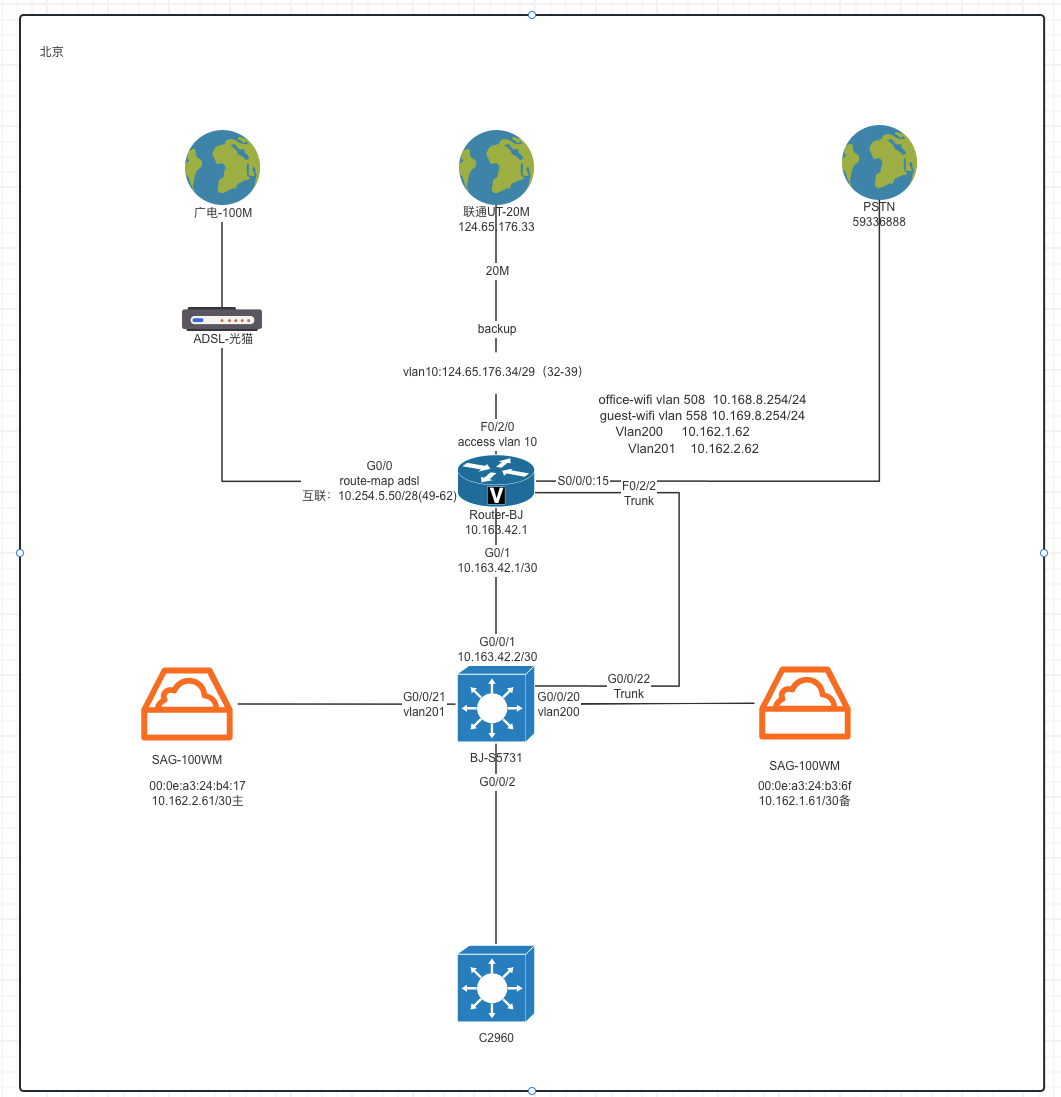 北京
广电-100M
联通UT-20M
124.65.176.33
PSTN
59336888
20M
ADSL-光猫
backup
vlan10:124.65.176.34/29（32-39）
office-wifi vlan 508 10.168.8.254/24
guest-wifi vlan 558 10.169.8.254/24
Vlan200 10.162.1.62
Vlan201 10.162.2.62
F0/2/0
access vlan 10
G0/0
route-map adsl
互联：10.254.5.50/28(49-62)
V
S0/0/0:15
F0/2/2
Trunk
Router-BJ
10.163.42.1
G0/1
10.163.42.1/30
G0/0/1
10.163.42.2/30
G0/0/22
Trunk
G0/0/21
vlan201
G0/0/20
vlan200
BJ-S5731
G0/0/2
SAG-100WM
00:0e:a3:24:b4:17
10.162.2.61/30主
SAG-100WM
00:0e:a3:24:b3:6f
10.162.1.61/30备
C2960